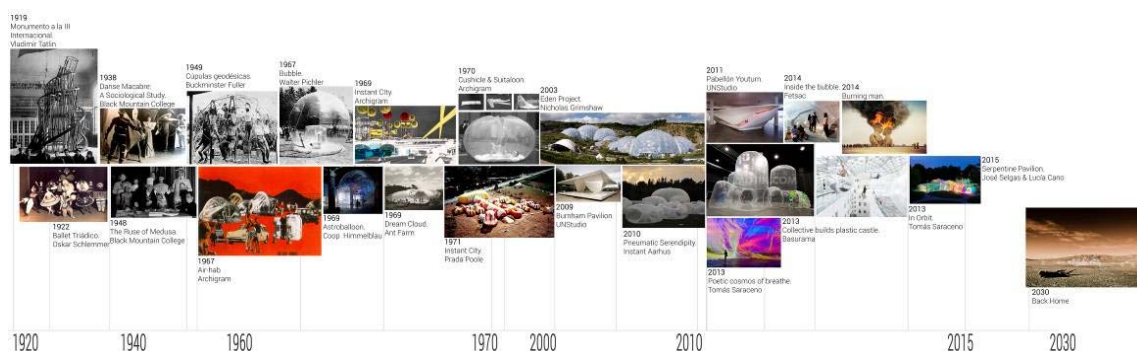 1919
Monumento a la III
Internacional.
Vladimir Tatlin
1938
Danse Macabre:
A Sociological Study.
Black Mountain College
1949
Cúpulas geodésicas.
Buckminster Fuller
1967
Bubble.
Walter Pichler
1969
Instant City
Archigram
1970
Cushicle & Suitaloon.
Archigram
2003
Eden Project.
Nicholas Grimshaw
2011
Pabellón Youturn.
UNStudio
2014
Inside the bubble.
Fetsac
2014
Burning man.
1922
Ballet Triádico.
Oskar Schlemmer
1948
The Ruse of Medusa.
Black Mountain College
1967
Air-hab
Archigram
1969
Astroballoon.
Coop. Himmelblau
1969
Dream Cloud.
Ant Farm
1971
Instant City
Prada Poole
2009
Burnham Pavilion
UNStudio
2010
Pneumatic Serendipity
Instant Aarhus
2013
Poetic cosmos of breathe.
Tomás Saraceno
2013
Collective builds plastic castle.
Basurama
2013
In Orbit.
Tomás Saraceno
2015
Serpentine Pavilion.
José Selgas & Lucía Cano
2030
Back Home
1920 1940 1960 1970 2000 2010 2015 2030